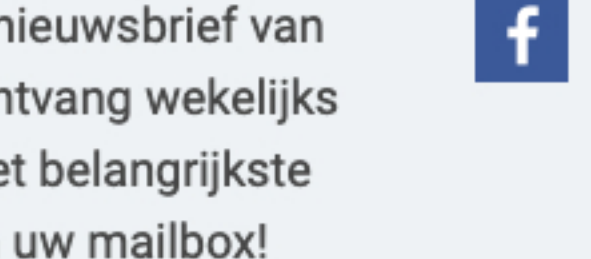 nieuwsbrief van
ntvang wekelijks
et belangrijkste
uw mailbox!